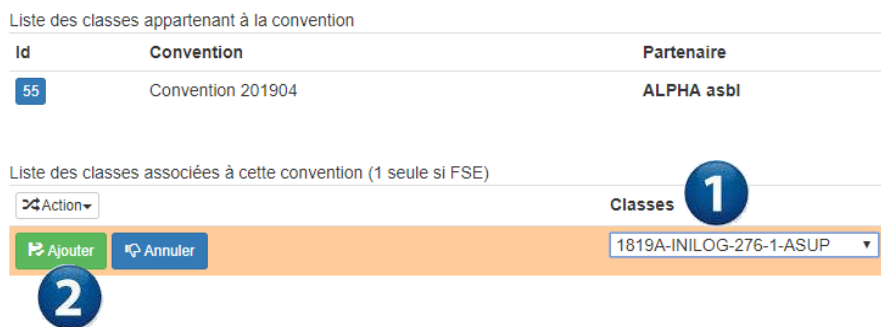 Liste des classes appartenant à la convention
Id Convention Partenaire
55 Convention 201904 ALPHA asbl
Liste des classes associées à cette convention (1 seule si FSE)
Action Classes 1
Ajouter Annuler 1819A-INILOG-276-1-ASUP
2